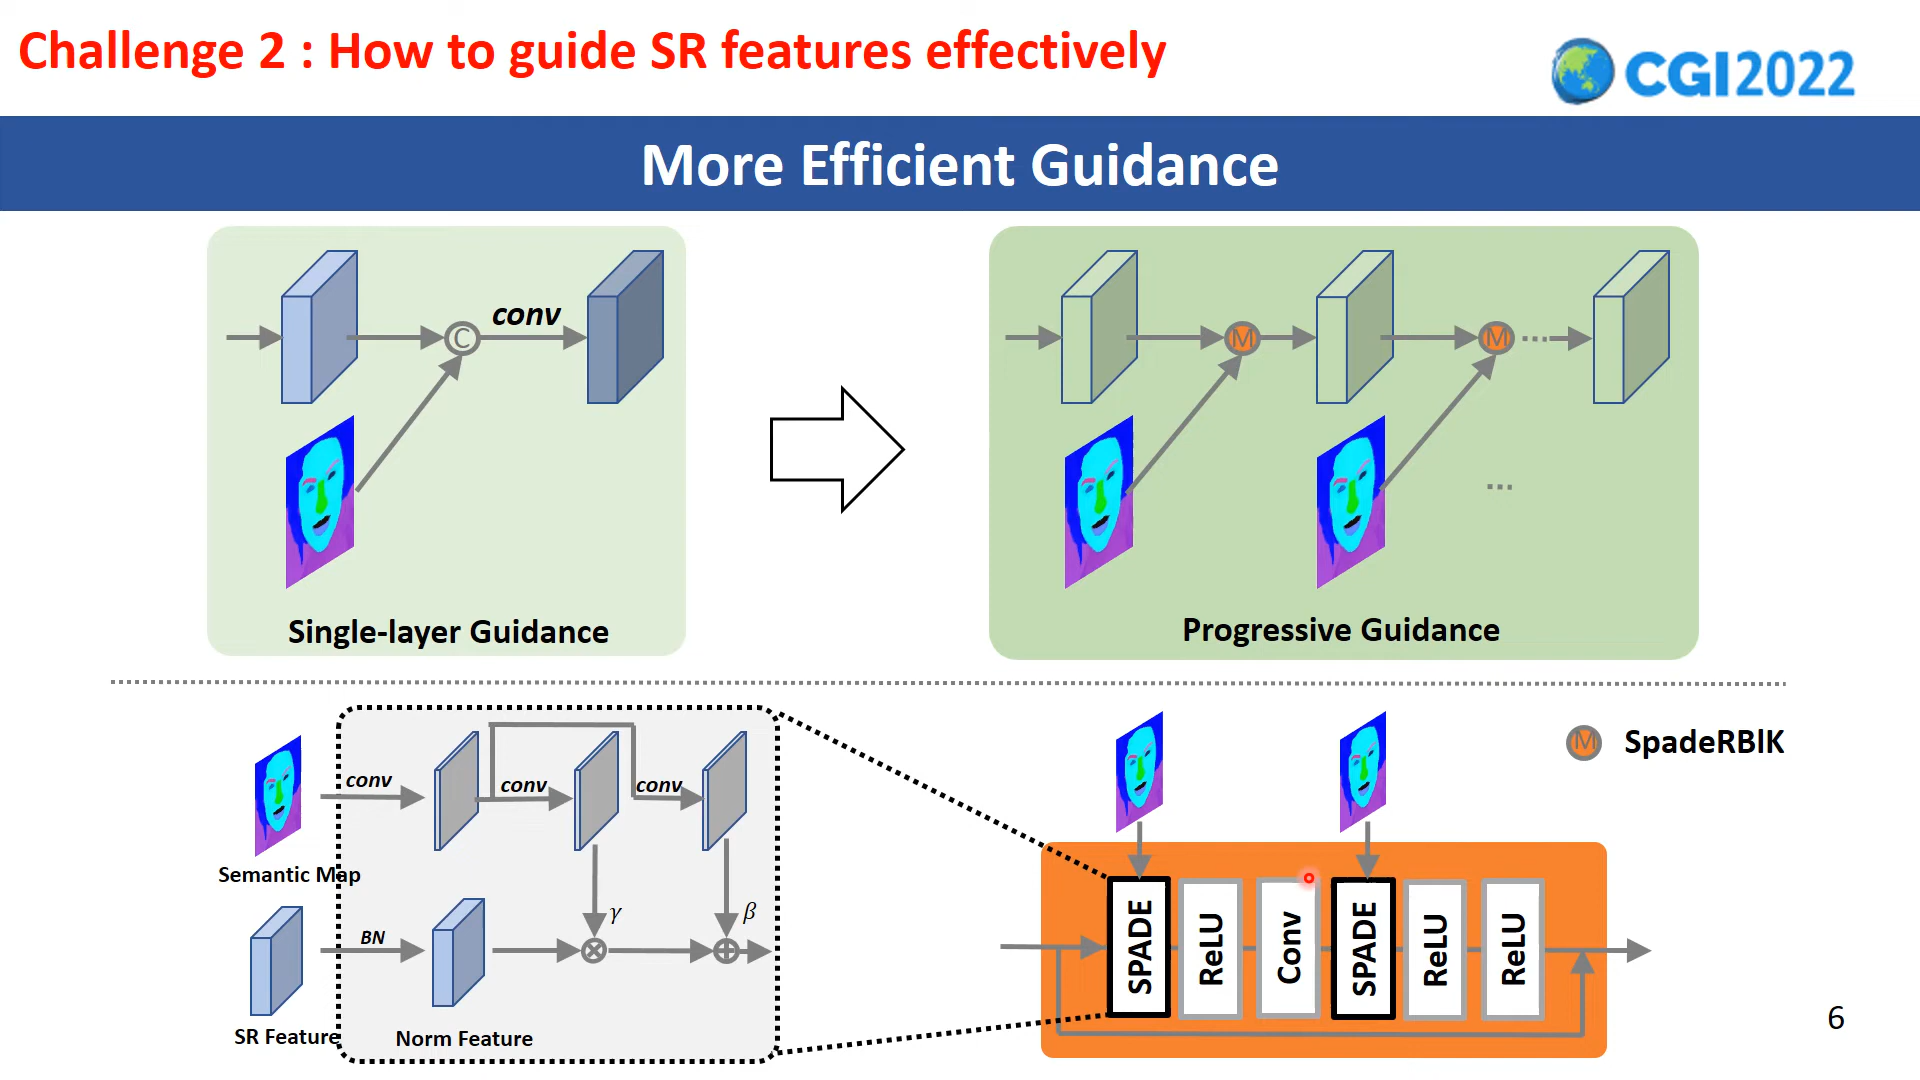 Challenge 2 : How to guide SR features effectively
CGI2022
More Efficient Guidance
conv
C
M
M
...
...
Single-layer Guidance
Progressive Guidance
M SpadeRBlK
conv
conv
conv
Semantic Map
γ
β
BN
SR Feature
Norm Feature
SPADE
ReLU
Conv
SPADE
ReLU
ReLU
6